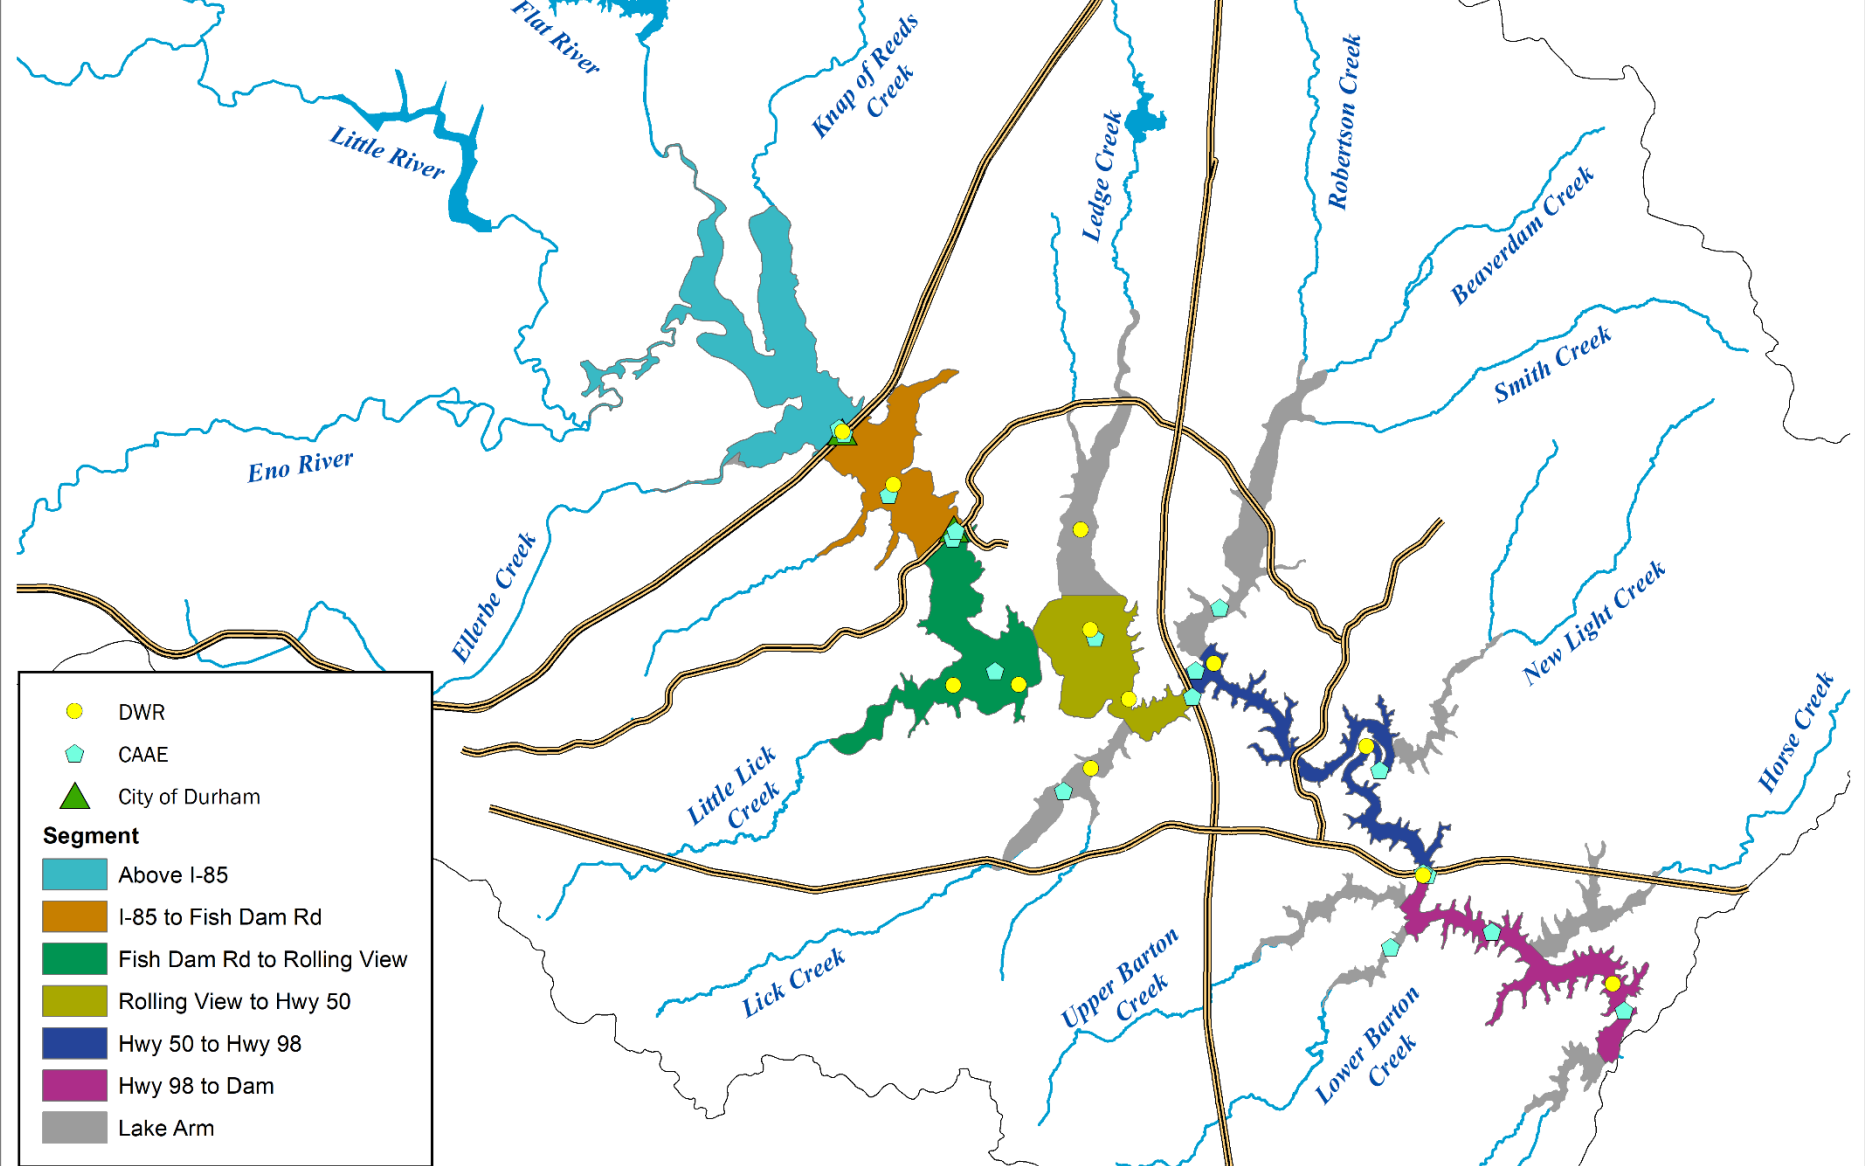 Flat River
Knap of Reeds
Creek
Little River
Ledge Creek
Robertson Creek
Beaverdam Creek
Smith Creek
Eno River
Ellerbe Creek
New Light Creek
Horse Creek
Little Lick
Creek
Lick Creek
Upper Barton
Creek
Lower Barton
Creek
DWR
CAAE
City of Durham
Segment
Above I-85
I-85 to Fish Dam Rd
Fish Dam Rd to Rolling View
Rolling View to Hwy 50
Hwy 50 to Hwy 98
Hwy 98 to Dam
Lake Arm